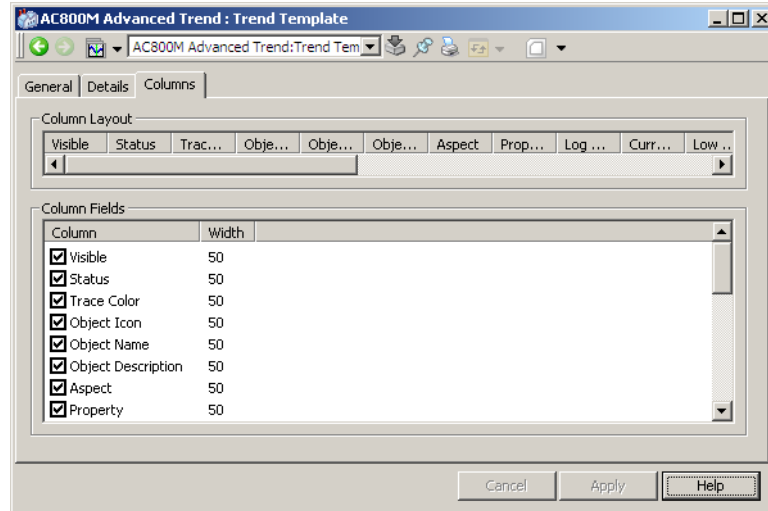 AC800M Advanced Trend : Trend Template
AC800M Advanced Trend:Trend Tem
General Details Columns
Column Layout
Visible Status Trac... Obje... Obje... Obje... Aspect Prop... Log ... Curr... Low ..
Column Fields
Column Width
Visible 50
Status 50
Trace Color 50
Object Icon 50
Object Name 50
Object Description 50
Aspect 50
Property 50
Cancel Apply Help